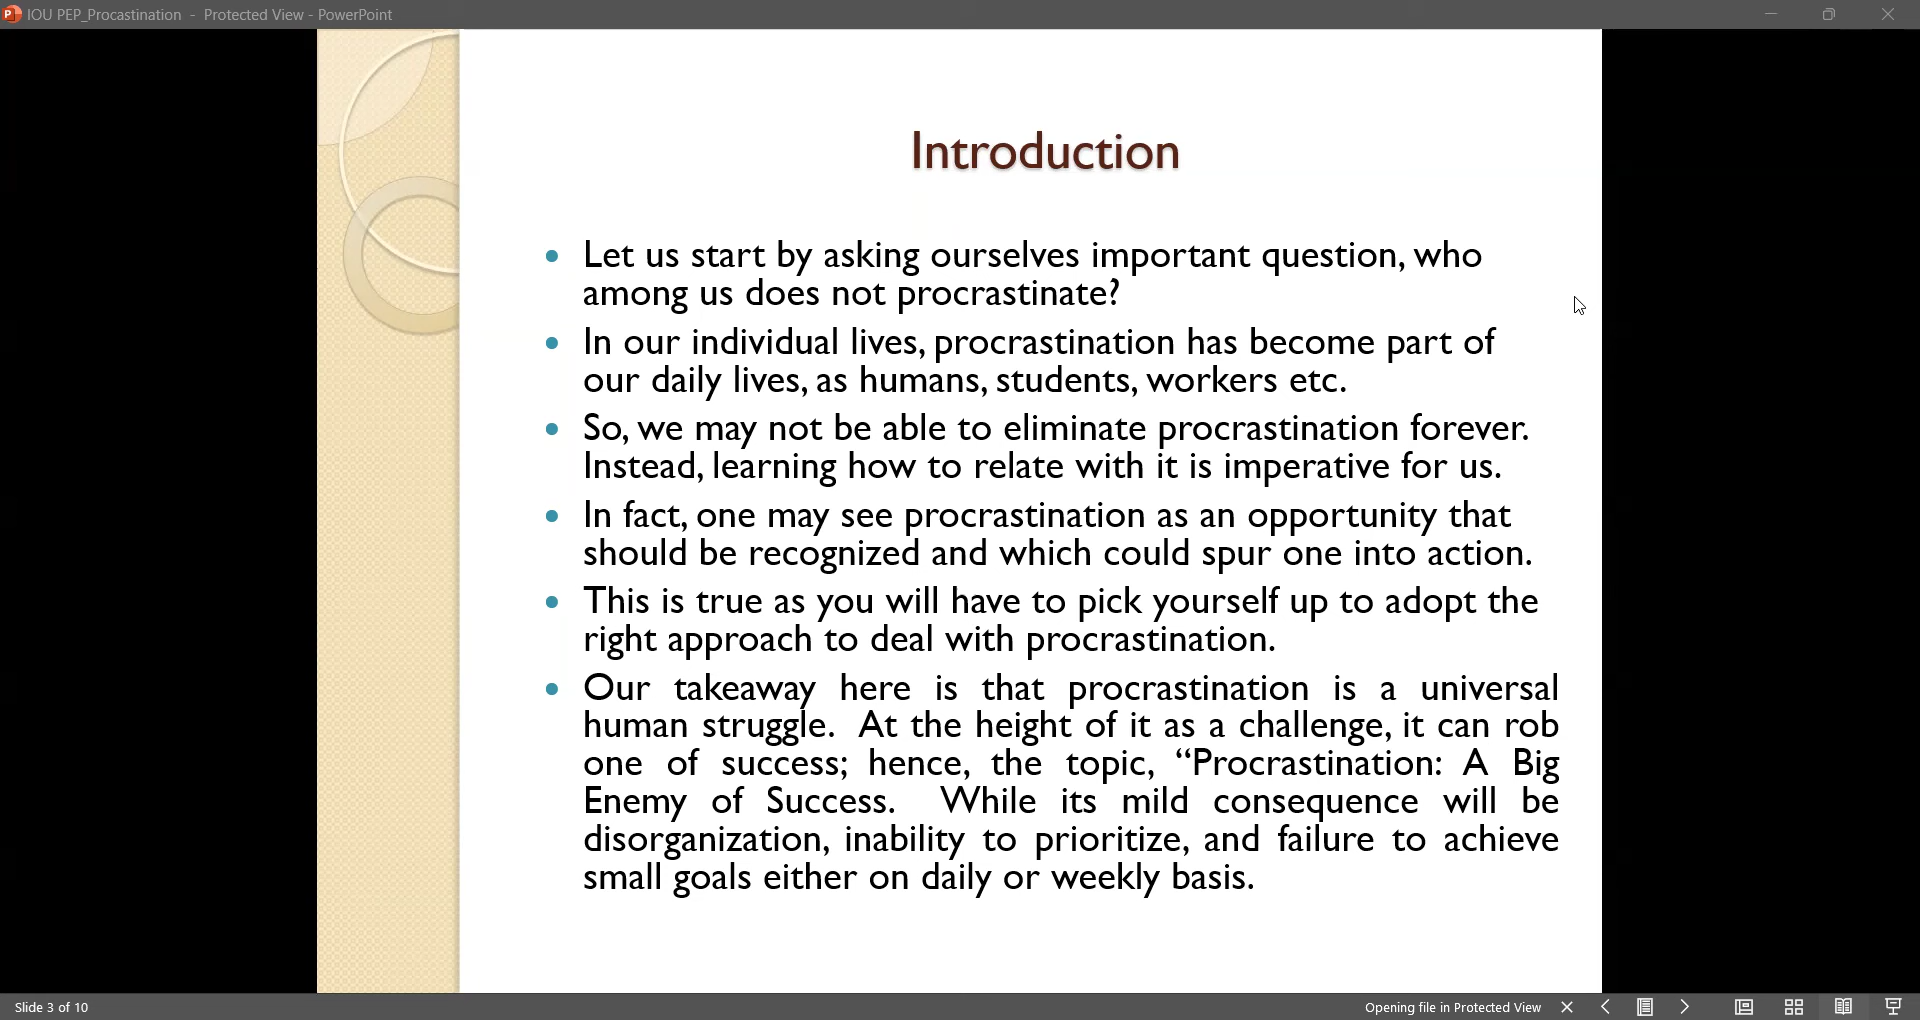 IOU PEP_Procastination - Protected View - PowerPoint
Introduction
• Let us start by asking ourselves important question, who
among us does not procrastinate?
• In our individual lives, procrastination has become part of
our daily lives, as humans, students, workers etc.
• So, we may not be able to eliminate procrastination forever.
Instead, learning how to relate with it is imperative for us.
• In fact, one may see procrastination as an opportunity that
should be recognized and which could spur one into action.
• This is true as you will have to pick yourself up to adopt the
right approach to deal with procrastination.
• Our takeaway here is that procrastination is a universal
human struggle. At the height of it as a challenge, it can rob
one of success; hence, the topic, “Procrastination: A Big
Enemy of Success. While its mild consequence will be
disorganization, inability to prioritize, and failure to achieve
small goals either on daily or weekly basis.
Slide 3 of 10
Opening file in Protected View